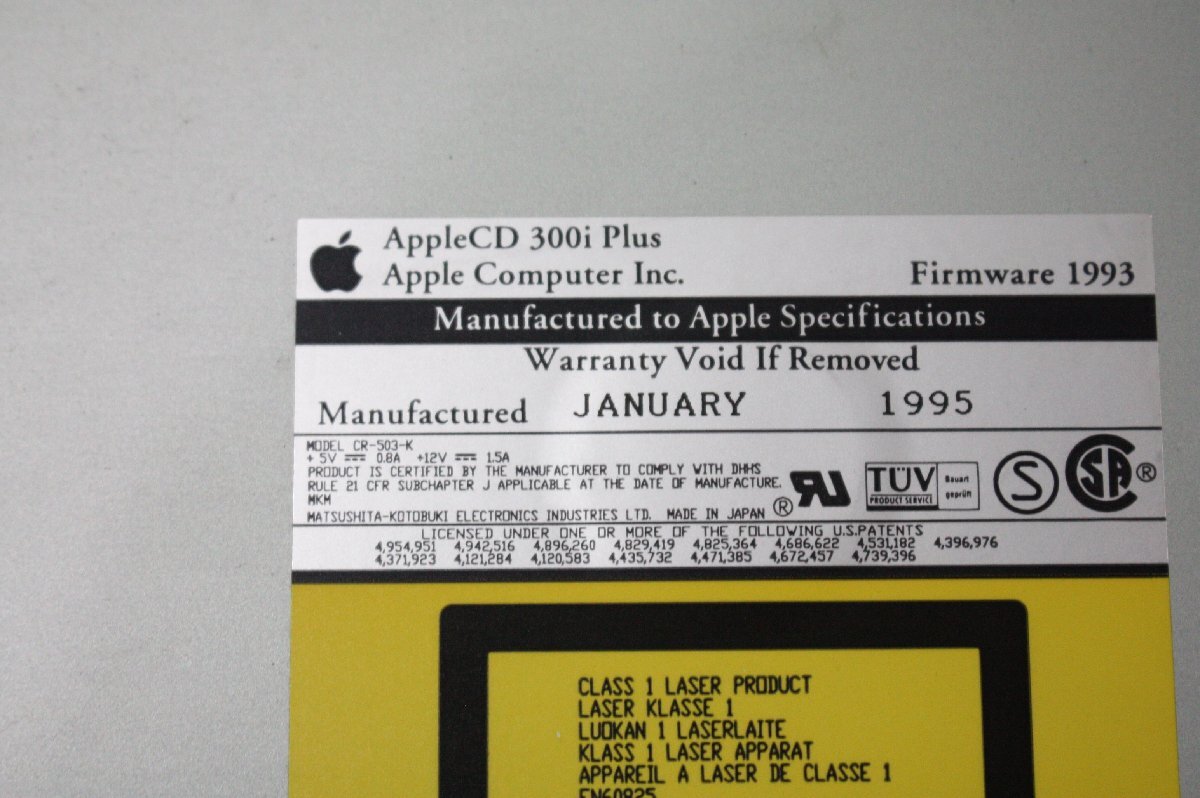 AppleCD 300i Plus
Apple Computer Inc.
Firmware 1993
Manufactured to Apple Specifications
Warranty Void If Removed
Manufactured JANUARY 1995
MODEL CR-503-K
+ 5V ⎓ 0.8A +12V ⎓ 1.5A
PRODUCT IS CERTIFIED BY THE MANUFACTURER TO COMPLY WITH DHHS
RULE 21 CFR SUBCHAPTER J APPLICABLE AT THE DATE OF MANUFACTURE.
MKM
MATSUSHITA-KOTOBUKI ELECTRONICS INDUSTRIES LTD. MADE IN JAPAN ®
RU
TÜV
PRODUCT SERVICE
Bauart
geprüft
S
SA ®
LICENSED UNDER ONE OR MORE OF THE FOLLOWING U.S.PATENTS
4,954,951 4,942,516 4,896,260 4,829,419 4,825,364 4,686,622 4,531,182 4,396,976
4,371,923 4,121,284 4,120,583 4,435,732 4,471,385 4,672,457 4,739,396
CLASS 1 LASER PRODUCT
LASER KLASSE 1
LUOKAN 1 LASERLAITE
KLASS 1 LASER APPARAT
APPAREIL A LASER DE CLASSE 1
EN60825